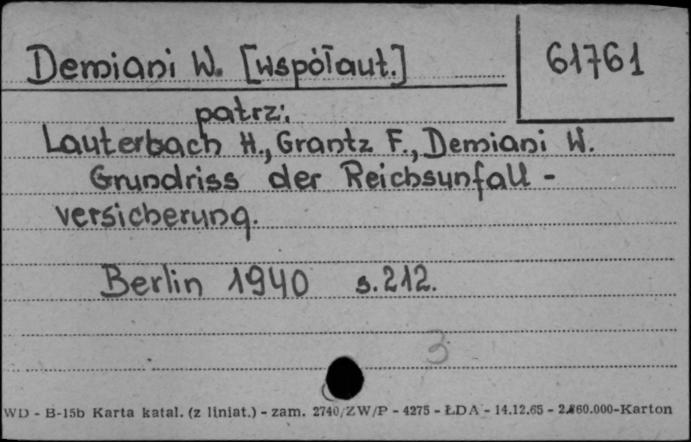 Demiani W. [współaut.]
61761
patrz:
Lauterbach H., Grantz F., Demiani W.
Grundriss der Reichsunfall-
versicherung.
Berlin 1940 s.212.
3
WD - B-15b Karta katal. (z liniat.) - zam. 2740/ZW/P - 4275 - ŁDA - 14.12.65 - 2.860.000-Karton